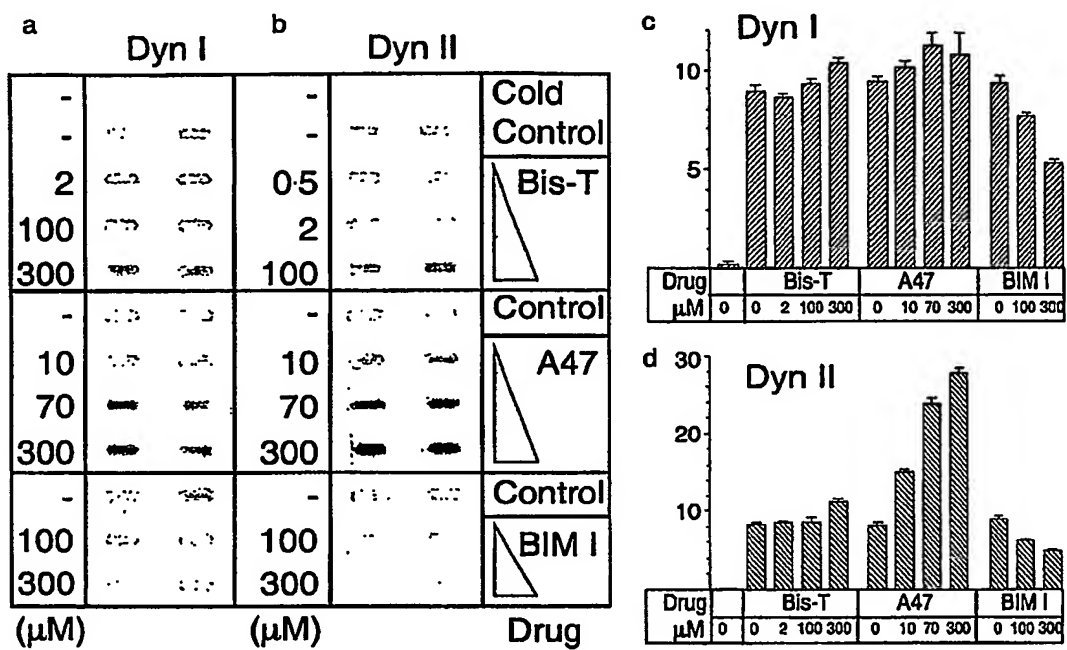 a b
Dyn I Dyn II
- - Cold
- - Control
2 0·5 Bis-T
100 2
300 100
- - Control
10 10 A47
70 70
300 300
- - Control
100 100 BIM I
300 300
(μM) (μM) Drug
c Dyn I
10
5
Drug Bis-T A47 BIM I
μM 0 0 2 100 300 0 10 70 300 0 100 300
d 30
Dyn II
20
10
Drug Bis-T A47 BIM I
μM 0 0 2 100 300 0 10 70 300 0 100 300